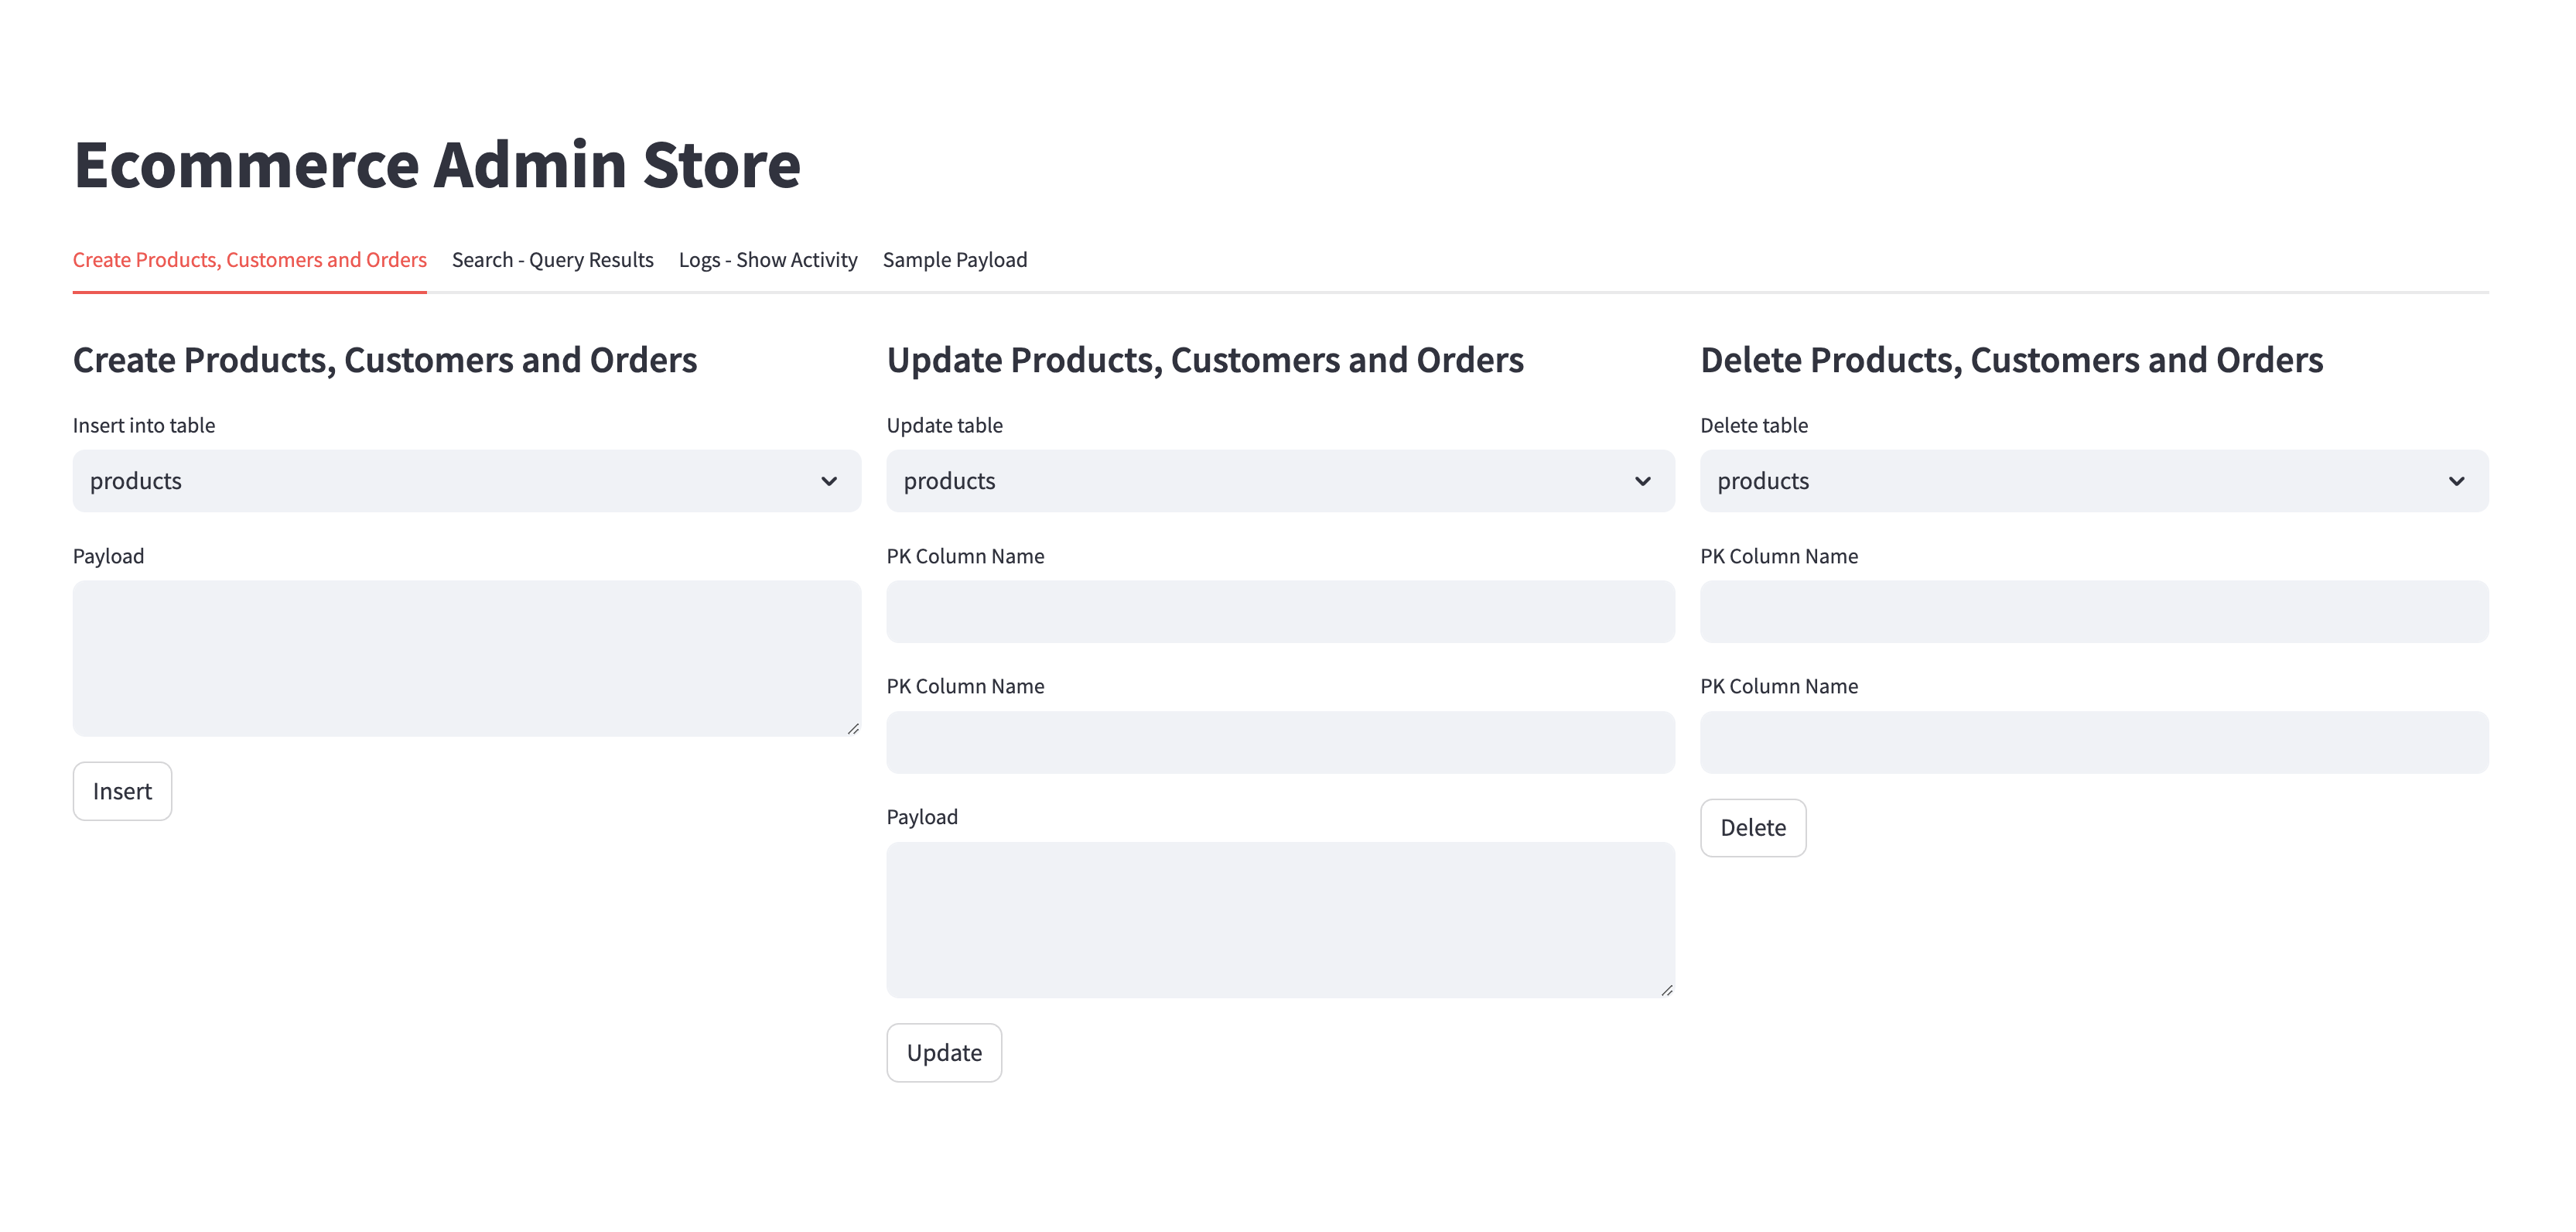 Ecommerce Admin Store
Create Products, Customers and Orders Search - Query Results Logs - Show Activity Sample Payload
Create Products, Customers and Orders
Insert into table
products
Payload
Insert
Update Products, Customers and Orders
Update table
products
PK Column Name
PK Column Name
Payload
Update
Delete Products, Customers and Orders
Delete table
products
PK Column Name
PK Column Name
Delete